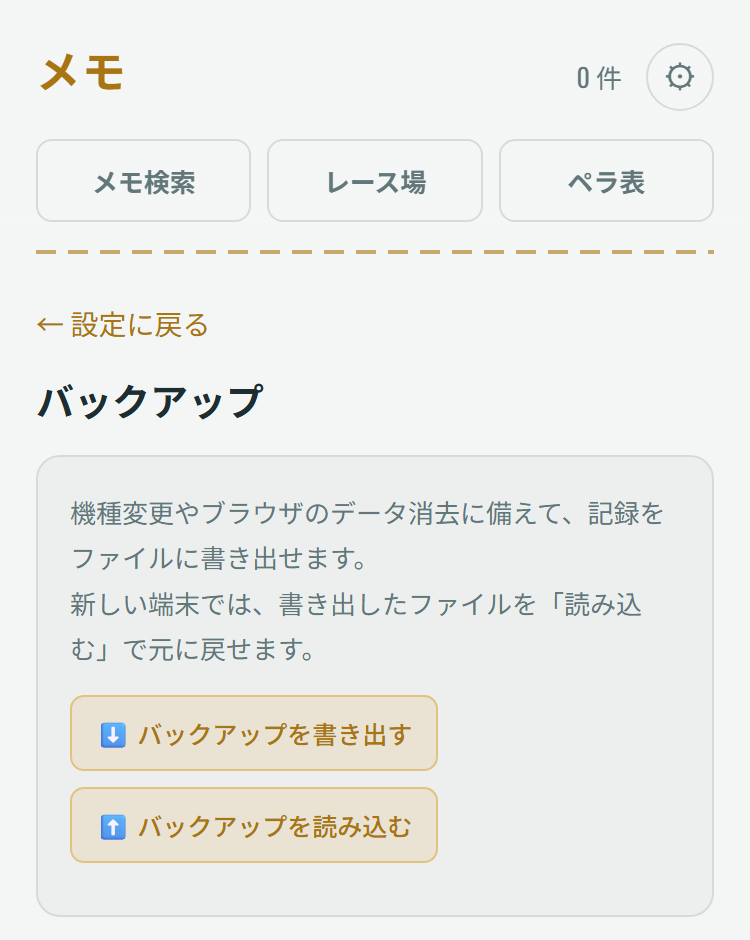 メモ
0 件
メモ検索
レース場
ペラ表
← 設定に戻る
バックアップ
機種変更やブラウザのデータ消去に備えて、記録を
ファイルに書き出せます。
新しい端末では、書き出したファイルを「読み込
む」で元に戻せます。
⬇️ バックアップを書き出す
⬆️ バックアップを読み込む